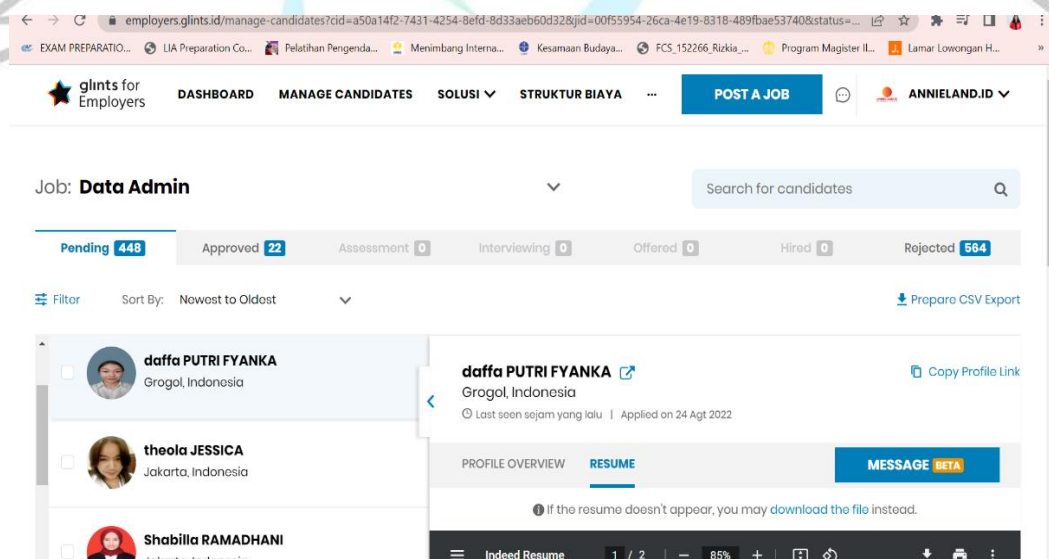 employers.glints.id/manage-candidates?cid=a50a14f2-7431-4254-8efd-8d33aeb60d32&jid=00f55954-26ca-4e19-8318-489fbae53740&status=...
EXAM PREPARATIO... LIA Preparation Co... Pelatihan Pengenda... Menimbang Interna... Kesamaan Budaya... FCS_152266_Rizkia_... Program Magister Il... Lamar Lowongan H... »
glints for
Employers
DASHBOARD MANAGE CANDIDATES SOLUSI STRUKTUR BIAYA ... POST A JOB ANNIELAND.ID
Job: Data Admin
Search for candidates
Pending 448 Approved 22 Assessment 0 Interviewing 0 Offered 0 Hired 0 Rejected 564
Filter Sort By: Newest to Oldest Prepare CSV Export
daffa PUTRI FYANKA
Grogol, Indonesia
theola JESSICA
Jakarta, Indonesia
Shabilla RAMADHANI
Jakarta, Indonesia
daffa PUTRI FYANKA
Copy Profile Link
Grogol, Indonesia
Last seen sejam yang lalu | Applied on 24 Agt 2022
PROFILE OVERVIEW RESUME MESSAGE BETA
If the resume doesn't appear, you may download the file instead.
Indeed Resume 1 / 2 | − 85% +